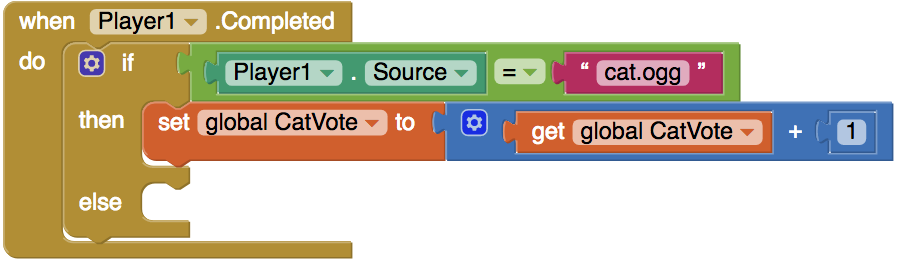 when Player1 .Completed
do if Player1 . Source = “ cat.ogg ”
then set global CatVote to get global CatVote + 1
else